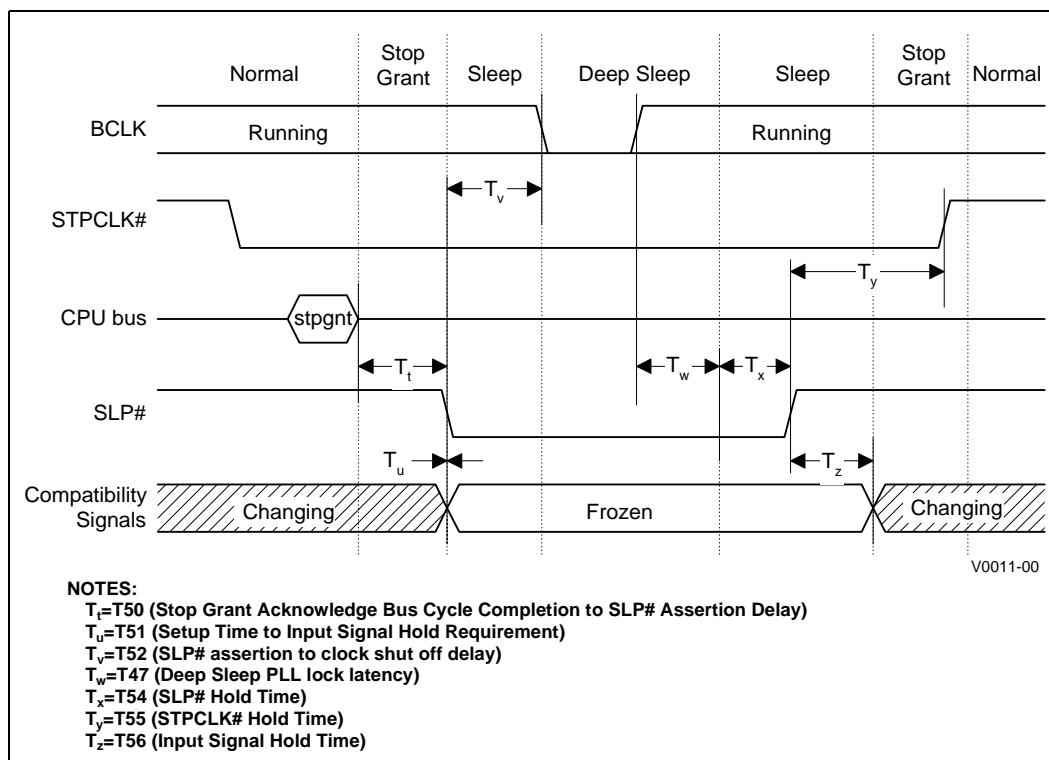 Normal
Stop
Grant
Sleep
Deep Sleep
Sleep
Stop
Grant
Normal
BCLK
Running
Running
Tv
STPCLK#
Ty
CPU bus
stpgnt
Tt
Tw
Tx
SLP#
Tu
Tz
Compatibility
Signals
Changing
Frozen
Changing
V0011-00
NOTES:
Tt=T50 (Stop Grant Acknowledge Bus Cycle Completion to SLP# Assertion Delay)
Tu=T51 (Setup Time to Input Signal Hold Requirement)
Tv=T52 (SLP# assertion to clock shut off delay)
Tw=T47 (Deep Sleep PLL lock latency)
Tx=T54 (SLP# Hold Time)
Ty=T55 (STPCLK# Hold Time)
Tz=T56 (Input Signal Hold Time)